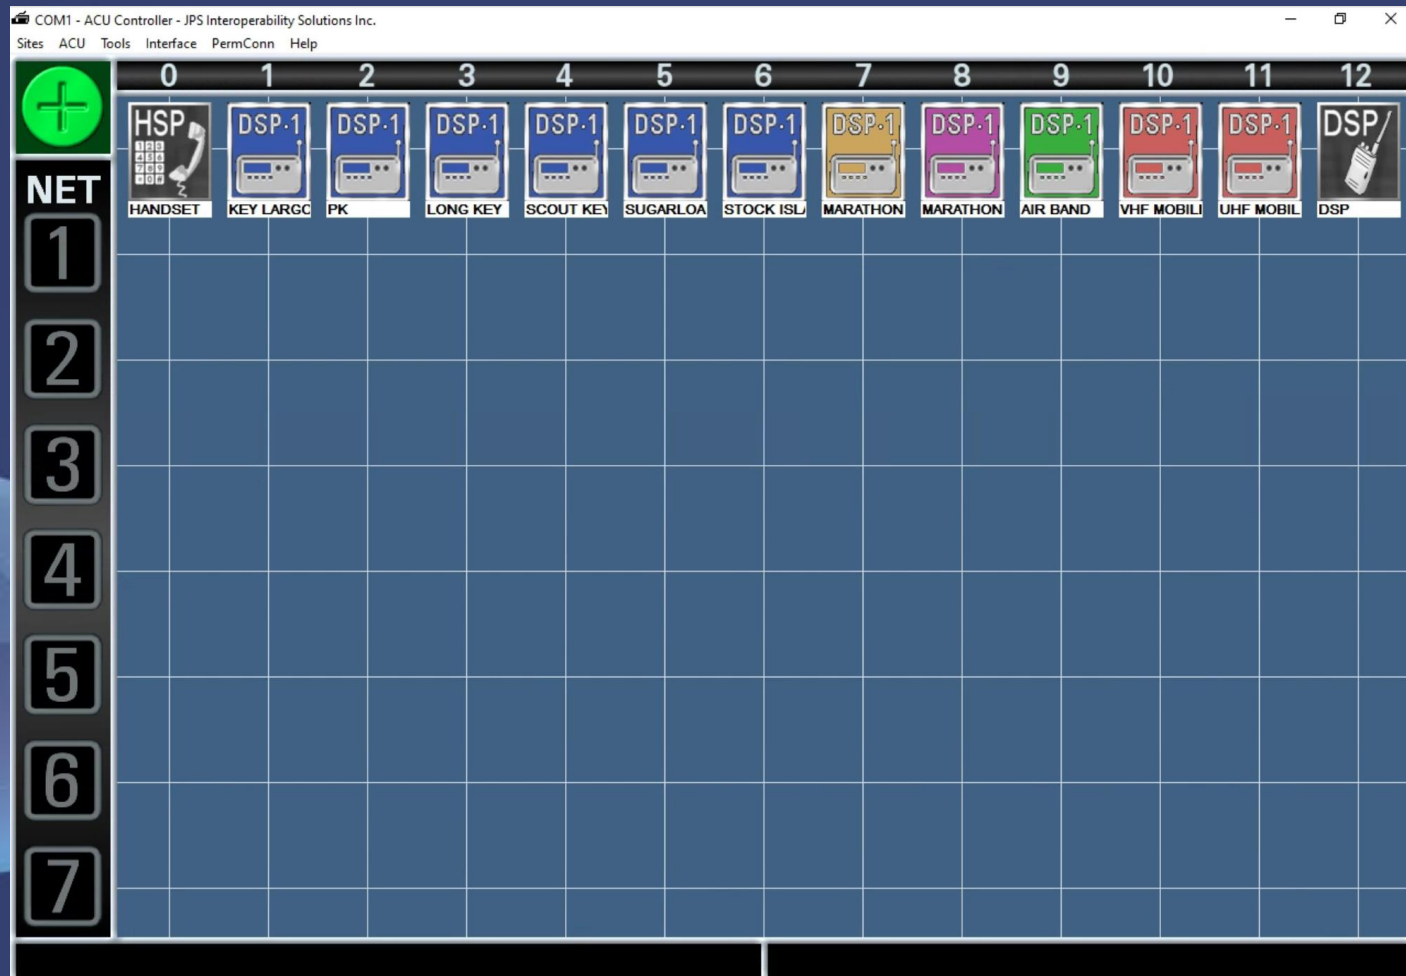 COM1 - ACU Controller - JPS Interoperability Solutions Inc.
Sites ACU Tools Interface PermConn Help
0 1 2 3 4 5 6 7 8 9 10 11 12
HSP DSP-1 DSP-1 DSP-1 DSP-1 DSP-1 DSP-1 DSP-1 DSP-1 DSP-1 DSP-1 DSP-1 DSP
HANDSET KEY LARGO PK LONG KEY SCOUT KEY SUGARLOA STOCK ISL MARATHON MARATHON AIR BAND VHF MOBILI UHF MOBIL DSP
NET
1
2
3
4
5
6
7